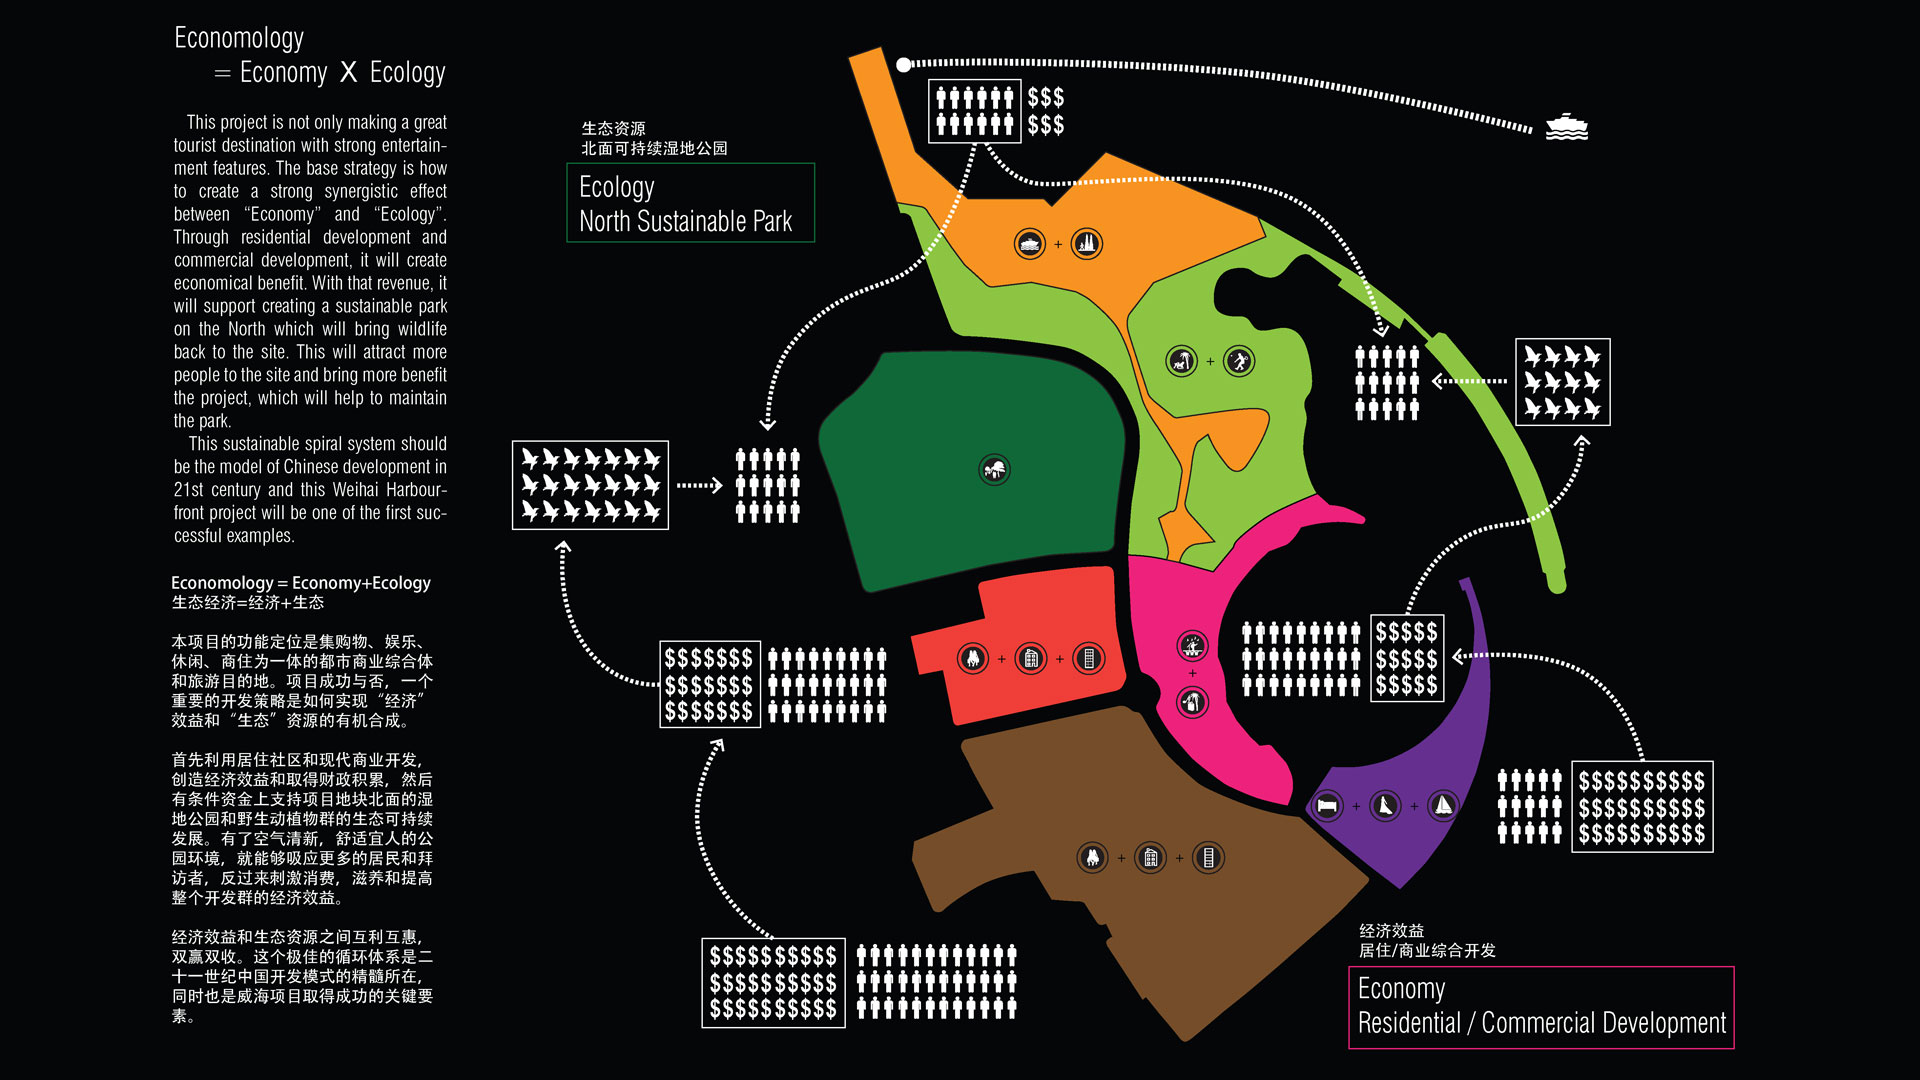 Economology
= Economy X Ecology
This project is not only making a great
tourist destination with strong entertain-
ment features. The base strategy is how
to create a strong synergistic effect
between “Economy” and “Ecology”.
Through residential development and
commercial development, it will create
economical benefit. With that revenue, it
will support creating a sustainable park
on the North which will bring wildlife
back to the site. This will attract more
people to the site and bring more benefit
the project, which will help to maintain
the park.
This sustainable spiral system should
be the model of Chinese development in
21st century and this Weihai Harbour-
front project will be one of the first suc-
cessful examples.
Economology = Economy+Ecology
生态经济=经济+生态
本项目的功能定位是集购物、娱乐、
休闲、商住为一体的都市商业综合体
和旅游目的地。项目成功与否，一个
重要的开发策略是如何实现“经济”
效益和“生态”资源的有机合成。
首先利用居住社区和现代商业开发，
创造经济效益和取得财政积累，然后
有条件资金上支持项目地块北面的湿
地公园和野生动植物群的生态可持续
发展。有了空气清新，舒适宜人的公
园环境，就能够吸应更多的居民和拜
访者，反过来刺激消费，滋养和提高
整个开发群的经济效益。
经济效益和生态资源之间互利互惠，
双赢双收。这个极佳的循环体系是二
十一世纪中国开发模式的精髓所在，
同时也是威海项目取得成功的关键要
素。
生态资源
北面可持续湿地公园
Ecology
North Sustainable Park
$$$
$$$
$$$$$$$
$$$$$$$
$$$$$$$
$$$$$
$$$$$
$$$$$
$$$$$$$$$$
$$$$$$$$$$
$$$$$$$$$$
$$$$$$$$$$
$$$$$$$$$$
$$$$$$$$$$
经济效益
居住/商业综合开发
Economy
Residential / Commercial Development